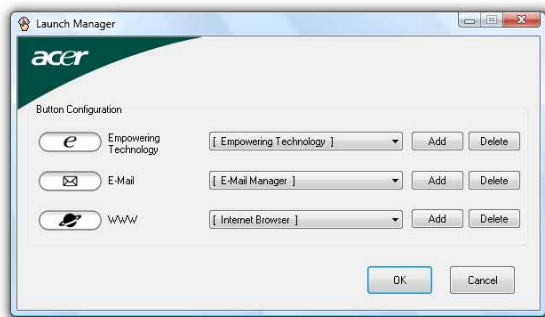 Launch Manager
acer
Button Configuration
e Empowering Technology [ Empowering Technology ] Add Delete
E-Mail [ E-Mail Manager ] Add Delete
WWW [ Internet Browser ] Add Delete
OK Cancel